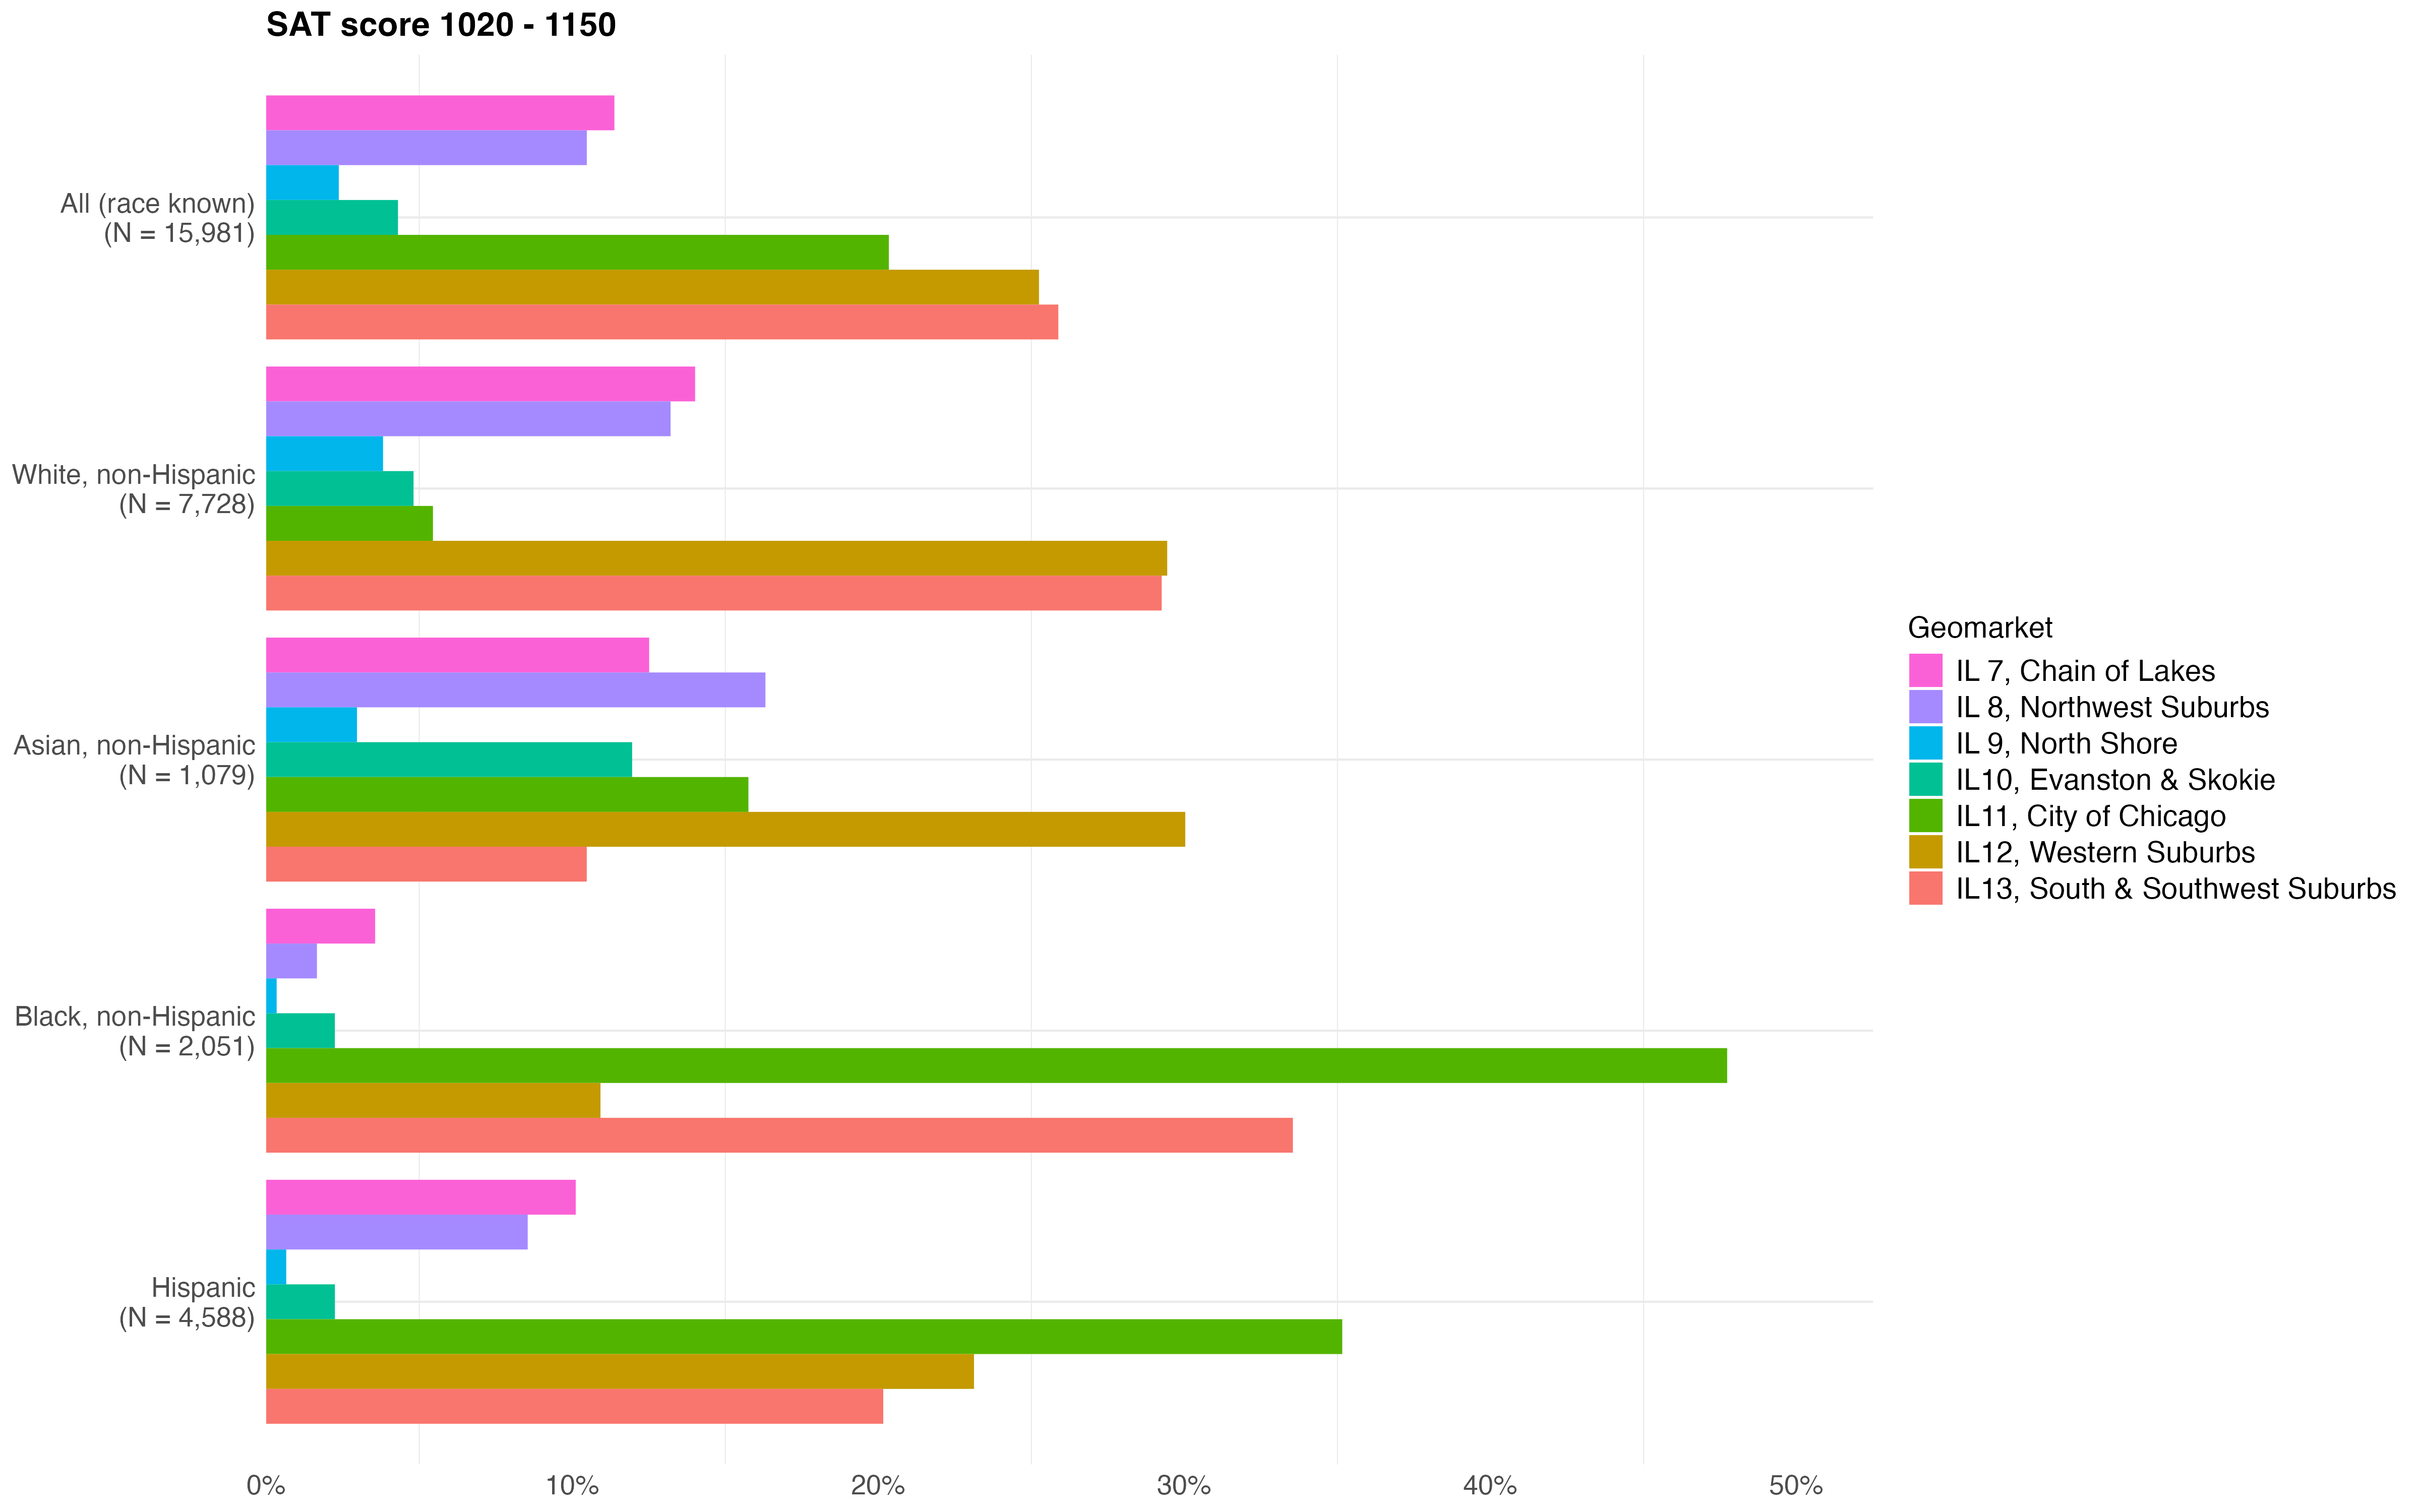 SAT score 1020 - 1150
All (race known)
(N = 15,981)
White, non-Hispanic
(N = 7,728)
Asian, non-Hispanic
(N = 1,079)
Black, non-Hispanic
(N = 2,051)
Hispanic
(N = 4,588)
0% 10% 20% 30% 40% 50%
Geomarket
IL 7, Chain of Lakes
IL 8, Northwest Suburbs
IL 9, North Shore
IL10, Evanston & Skokie
IL11, City of Chicago
IL12, Western Suburbs
IL13, South & Southwest Suburbs